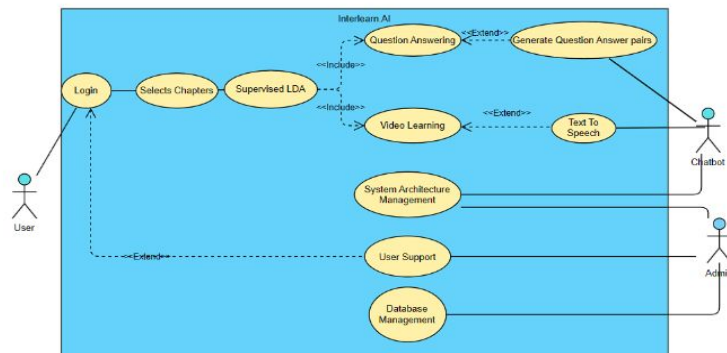 Interlearn.AI
Question Answering
<<Extend>>
Generate Question Answer pairs
<<Include>>
Login
Selects Chapters
Supervised LDA
<<Include>>
<<Extend>>
Video Learning
Text To
Speech
Chatbot
System Architecture
Management
User
<<Extend>>
User Support
Admi
Database
Management